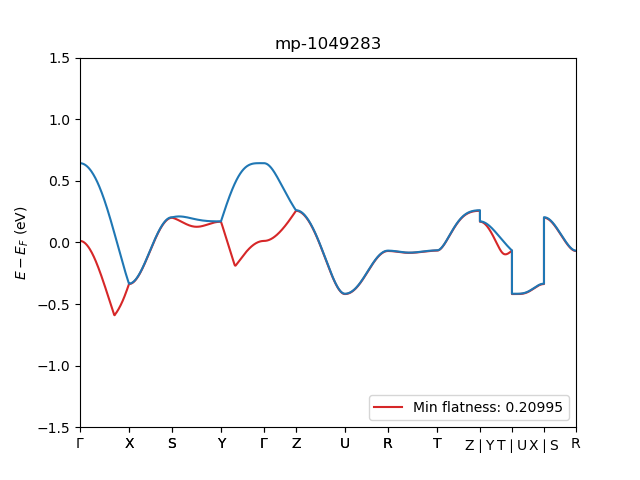 mp-1049283
E − E_F (eV)
1.5
1.0
0.5
0.0
−0.5
−1.0
−1.5
Min flatness: 0.20995
Γ X S Y Γ Z U R T Z | Y T | U X | S R